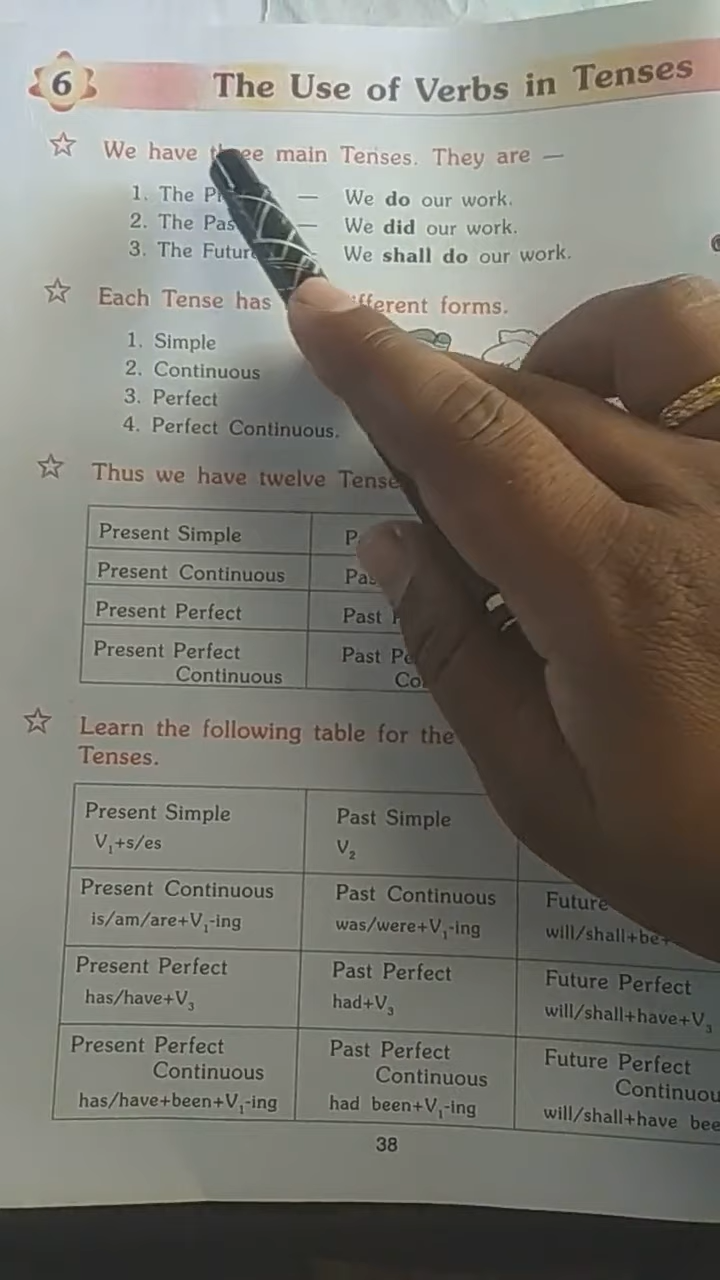 6
The Use of Verbs in Tenses
We have three main Tenses. They are —
1. The — We do our work.
2. The — We did our work.
3. The — We shall do our work.
Each Tense has different forms.
1. Simple
2. Continuous
3. Perfect
4. Perfect Continuous.
Thus we have twelve
Present Simple
Present Continuous
Present Perfect Past
Present Perfect Past
Continuous
Learn the following table for the
Tenses.
Present Simple Past Simple
V₁+s/es V₂
Present Continuous Past Continuous Future
is/am/are+V₁-ing was/were+V₁-ing will/shall+be+
Present Perfect Past Perfect Future Perfect
has/have+V₃ had+V₃ will/shall+have+V₃
Present Perfect Past Perfect Future Perfect
Continuous Continuous
has/have+been+V₁-ing had been+V₁-ing will/shall+have
38